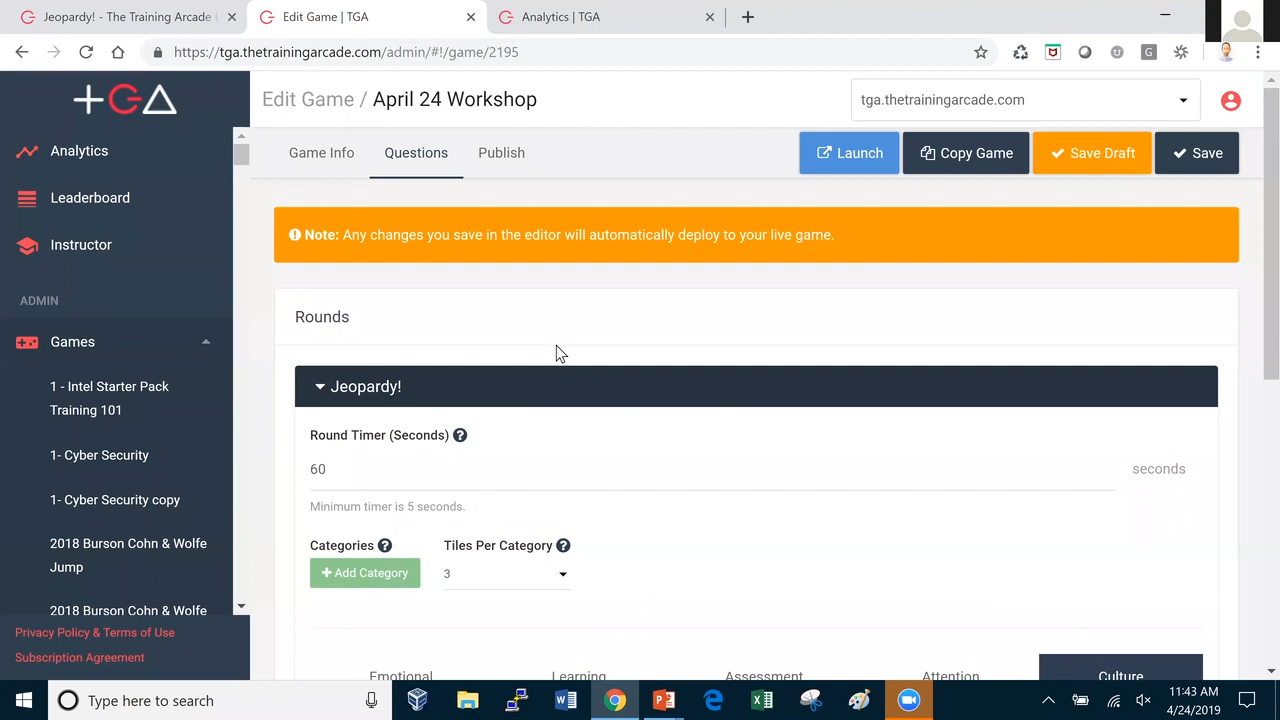 Jeopardy! - The Training Arcade
Edit Game | TGA
Analytics | TGA
https://tga.thetrainingarcade.com/admin/#!/game/2195
Edit Game / April 24 Workshop
tga.thetrainingarcade.com
Analytics
Leaderboard
Instructor
ADMIN
Games
1 - Intel Starter Pack
Training 101
1- Cyber Security
1- Cyber Security copy
2018 Burson Cohn & Wolfe
Jump
2018 Burson Cohn & Wolfe
Privacy Policy & Terms of Use
Subscription Agreement
Game Info
Questions
Publish
Launch
Copy Game
Save Draft
Save
Note: Any changes you save in the editor will automatically deploy to your live game.
Rounds
Jeopardy!
Round Timer (Seconds) ?
60
seconds
Minimum timer is 5 seconds.
Categories ?
Tiles Per Category ?
+ Add Category
3
Emotional
Learning
Assessment
Attention
Culture
Type here to search
11:43 AM
4/24/2019